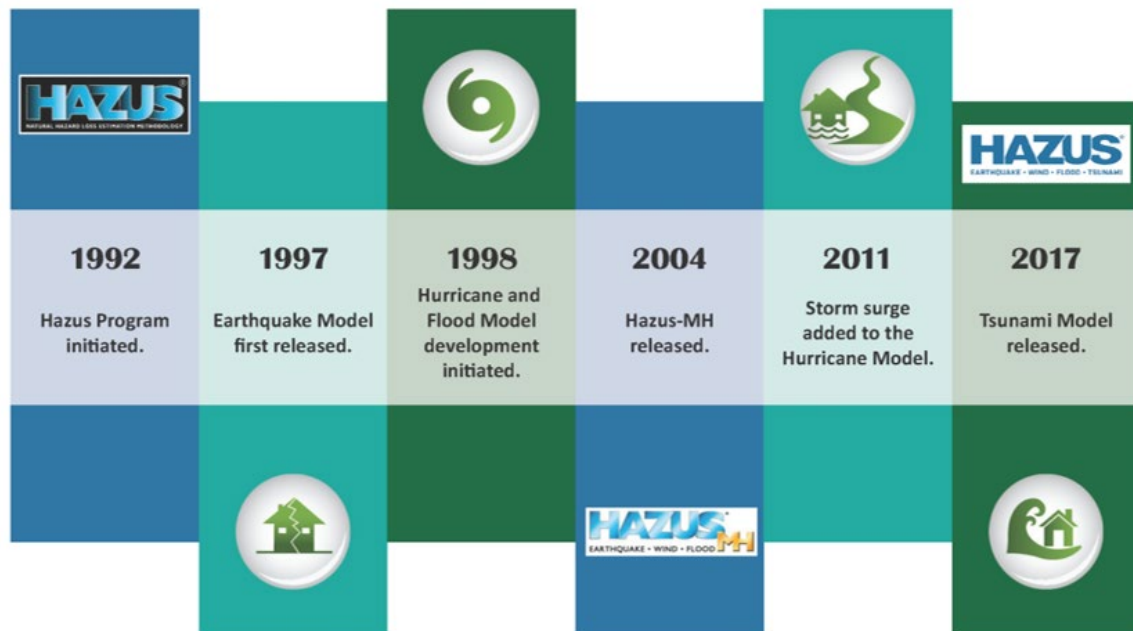 HAZUS®
NATURAL HAZARD LOSS ESTIMATION METHODOLOGY
1992
Hazus Program
initiated.
1997
Earthquake Model
first released.
1998
Hurricane and
Flood Model
development
initiated.
2004
Hazus-MH
released.
HAZUS®MH
EARTHQUAKE • WIND • FLOOD
2011
Storm surge
added to the
Hurricane Model.
HAZUS®
EARTHQUAKE • WIND • FLOOD • TSUNAMI
2017
Tsunami Model
released.